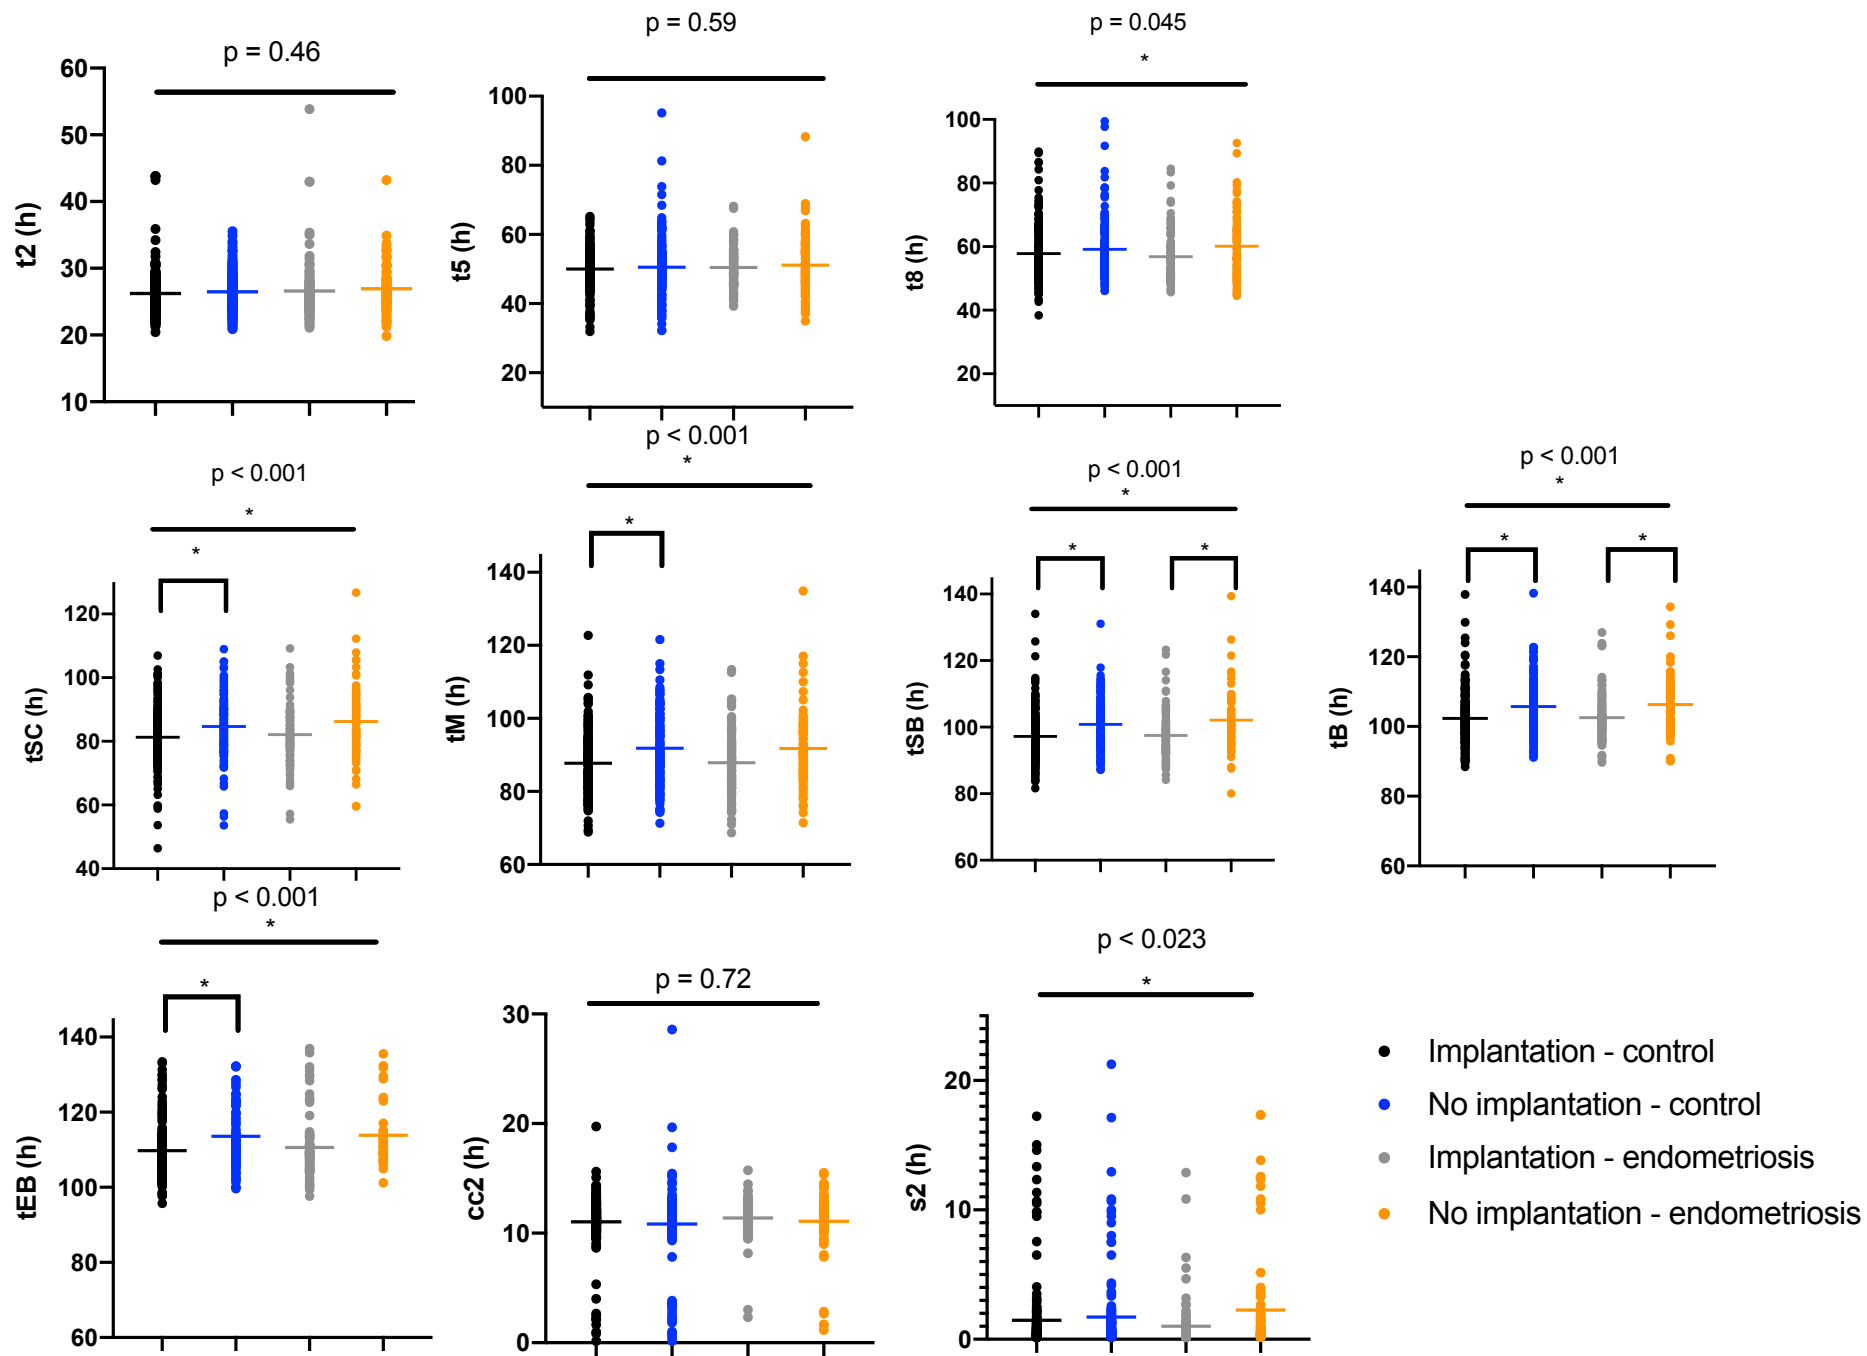 p = 0.46
60
50
40
30
20
10
t2 (h)
p = 0.59
100
80
60
40
20
t5 (h)
p = 0.045
*
100
80
60
40
20
t8 (h)
p < 0.001
*
*
120
100
80
60
40
tSC (h)
p < 0.001
*
*
140
120
100
80
60
tM (h)
p < 0.001
*
* *
140
120
100
80
60
tSB (h)
p < 0.001
*
* *
140
120
100
80
60
tB (h)
p < 0.001
*
*
140
120
100
80
60
tEB (h)
p = 0.72
30
20
10
0
cc2 (h)
p < 0.023
*
20
10
0
s2 (h)
Implantation - control
No implantation - control
Implantation - endometriosis
No implantation - endometriosis